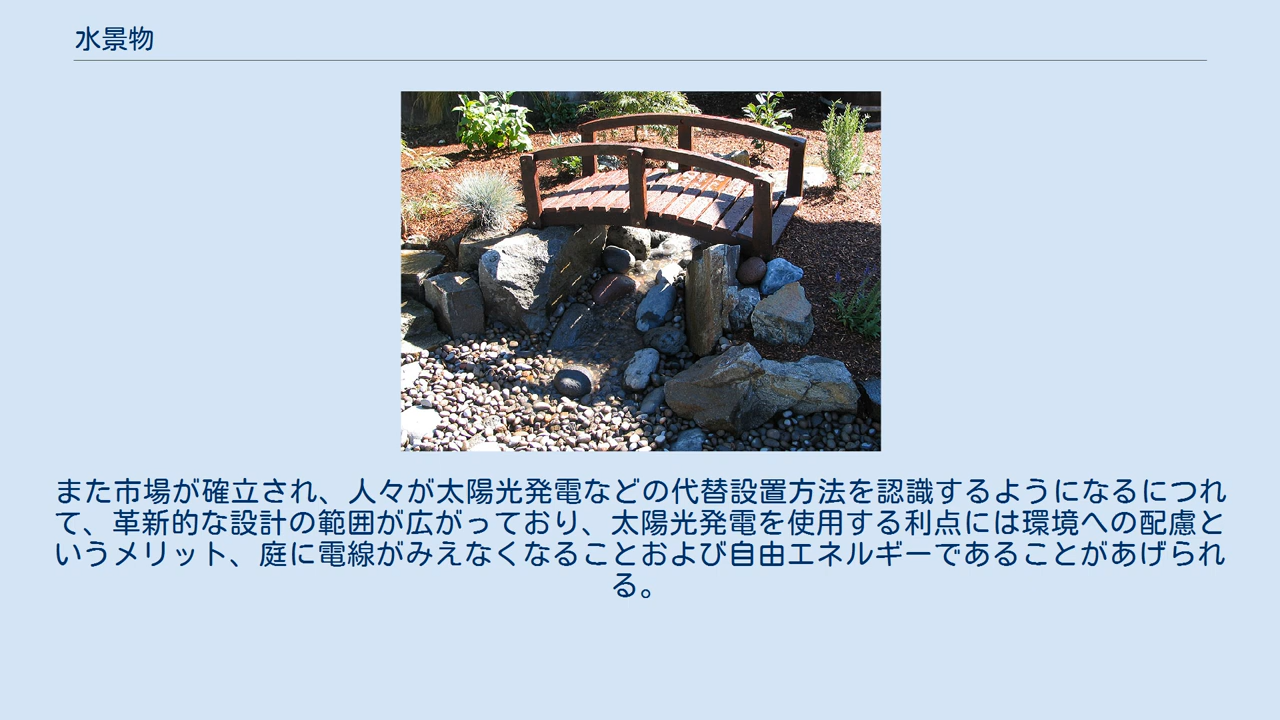 水景物
また市場が確立され、人々が太陽光発電などの代替設置方法を認識するようになるにつれ
て、革新的な設計の範囲が広がっており、太陽光発電を使用する利点には環境への配慮と
いうメリット、庭に電線がみえなくなることおよび自由エネルギーであることがあげられ
る。